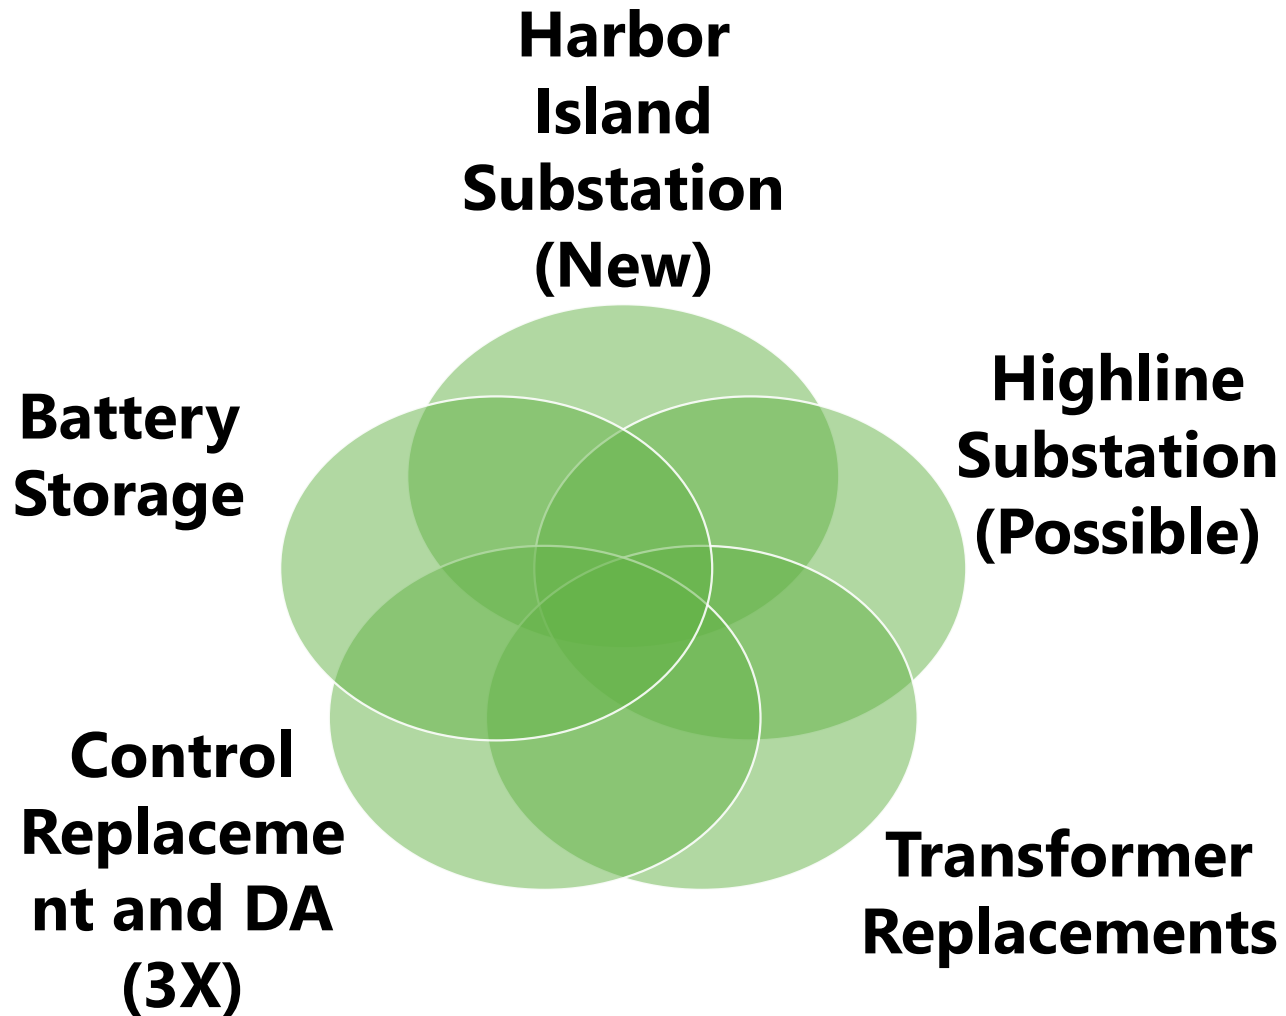 Harbor
Island
Substation
(New)
Highline
Substation
(Possible)
Battery
Storage
Control
Replaceme
nt and DA
(3X)
Transformer
Replacements